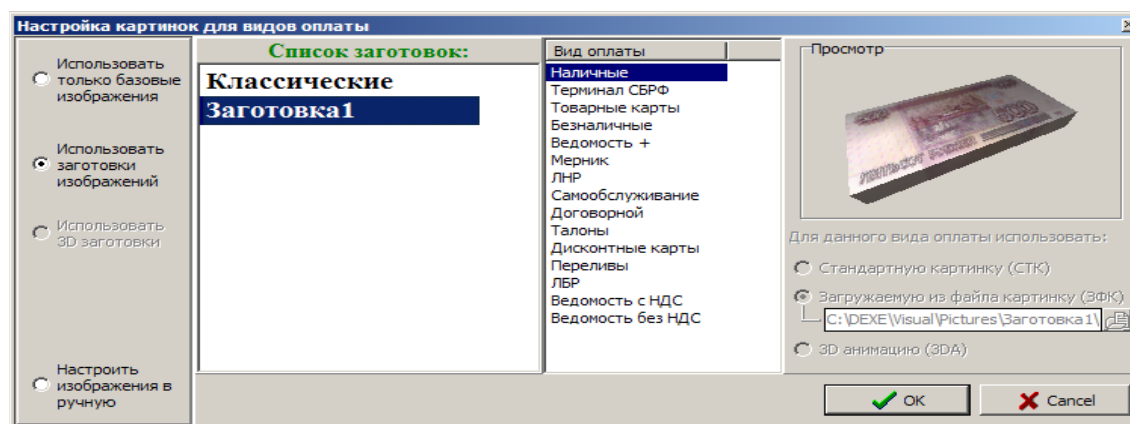 Настройка картинок для видов оплаты
Использовать
только базовые
изображения
Использовать
заготовки
изображений
Использовать
3D заготовки
Настроить
изображения в
ручную
Список заготовок:
Классические
Заготовка1
Вид оплаты
Наличные
Терминал СБРФ
Товарные карты
Безналичные
Ведомость +
Мерник
ЛНР
Самообслуживание
Договорной
Талоны
Дисконтные карты
Переливы
ЛБР
Ведомость с НДС
Ведомость без НДС
Просмотр
Для данного вида оплаты использовать:
Стандартную картинку (СТК)
Загружаемую из файла картинку (ЗФК)
C:\DEXE\Visual\Pictures\Заготовка1\
3D анимацию (3DA)
OK
Cancel